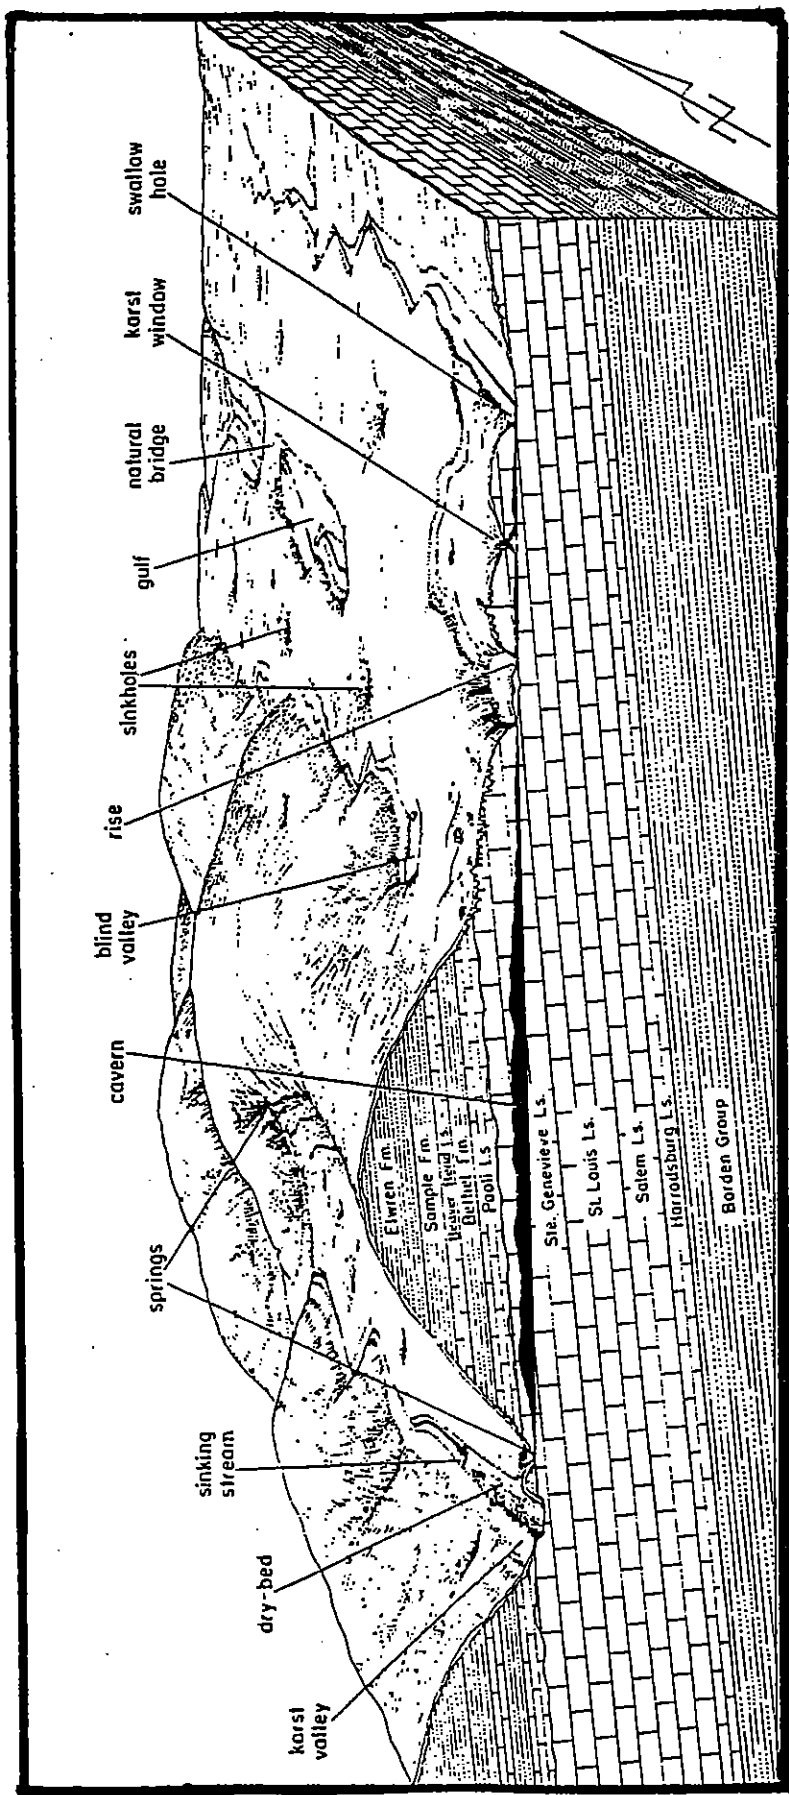 karst
valley
dry-bed
sinking
stream
springs
cavern
blind
valley
rise
sinkholes
gulf
natural
bridge
karst
window
swallow
hole
Elwren Fm.
Sample Fm.
Beaver Bend Ls.
Bethel Fm.
Paoli Ls
Ste. Genevieve Ls.
St. Louis Ls.
Salem Ls.
Harrodsburg Ls.
Borden Group
N